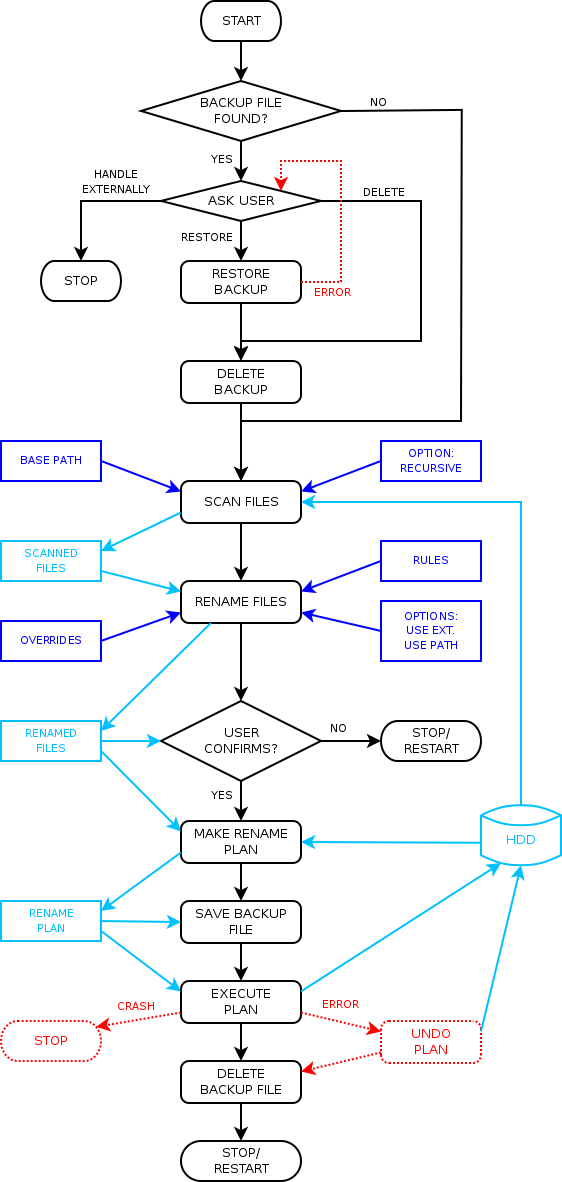 START
BACKUP FILE
FOUND?
NO
YES
HANDLE
EXTERNALLY
ASK USER
DELETE
RESTORE
STOP
RESTORE
BACKUP
ERROR
DELETE
BACKUP
BASE PATH
OPTION:
RECURSIVE
SCAN FILES
SCANNED
FILES
RULES
RENAME FILES
OVERRIDES
OPTIONS:
USE EXT.
USE PATH
RENAMED
FILES
USER
CONFIRMS?
NO
STOP/
RESTART
YES
MAKE RENAME
PLAN
HDD
RENAME
PLAN
SAVE BACKUP
FILE
EXECUTE
PLAN
CRASH
ERROR
STOP
UNDO
PLAN
DELETE
BACKUP FILE
STOP/
RESTART